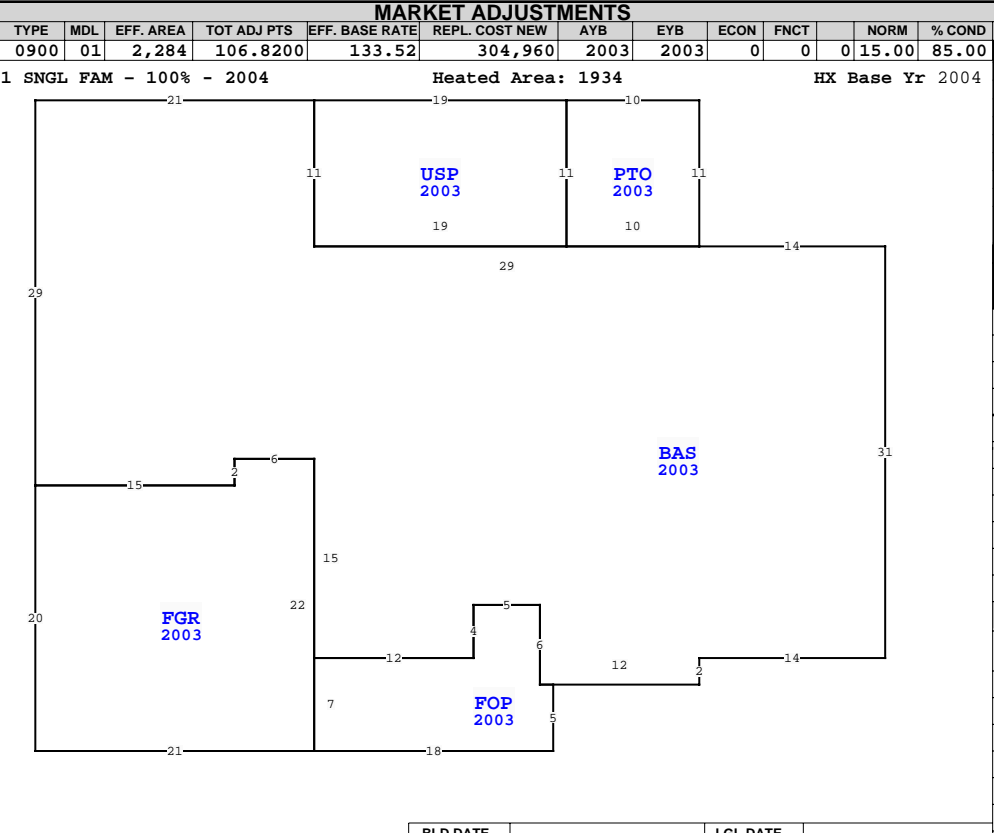 MARKET ADJUSTMENTS
TYPE MDL EFF. AREA TOT ADJ PTS EFF. BASE RATE REPL. COST NEW AYB EYB ECON FNCT NORM % COND
0900 01 2,284 106.8200 133.52 304,960 2003 2003 0 0 0 15.00 85.00
1 SNGL FAM - 100% - 2004 Heated Area: 1934 HX Base Yr 2004
21 19 10
11 USP 11 PTO 11
2003 2003
19 10
14
29
29
BAS 31
2003
6
2
15
15
22 5
20 FGR
2003
4
6
12 12 14
2
7 FOP
2003 5
21 18
BLD DATE LGL DATE